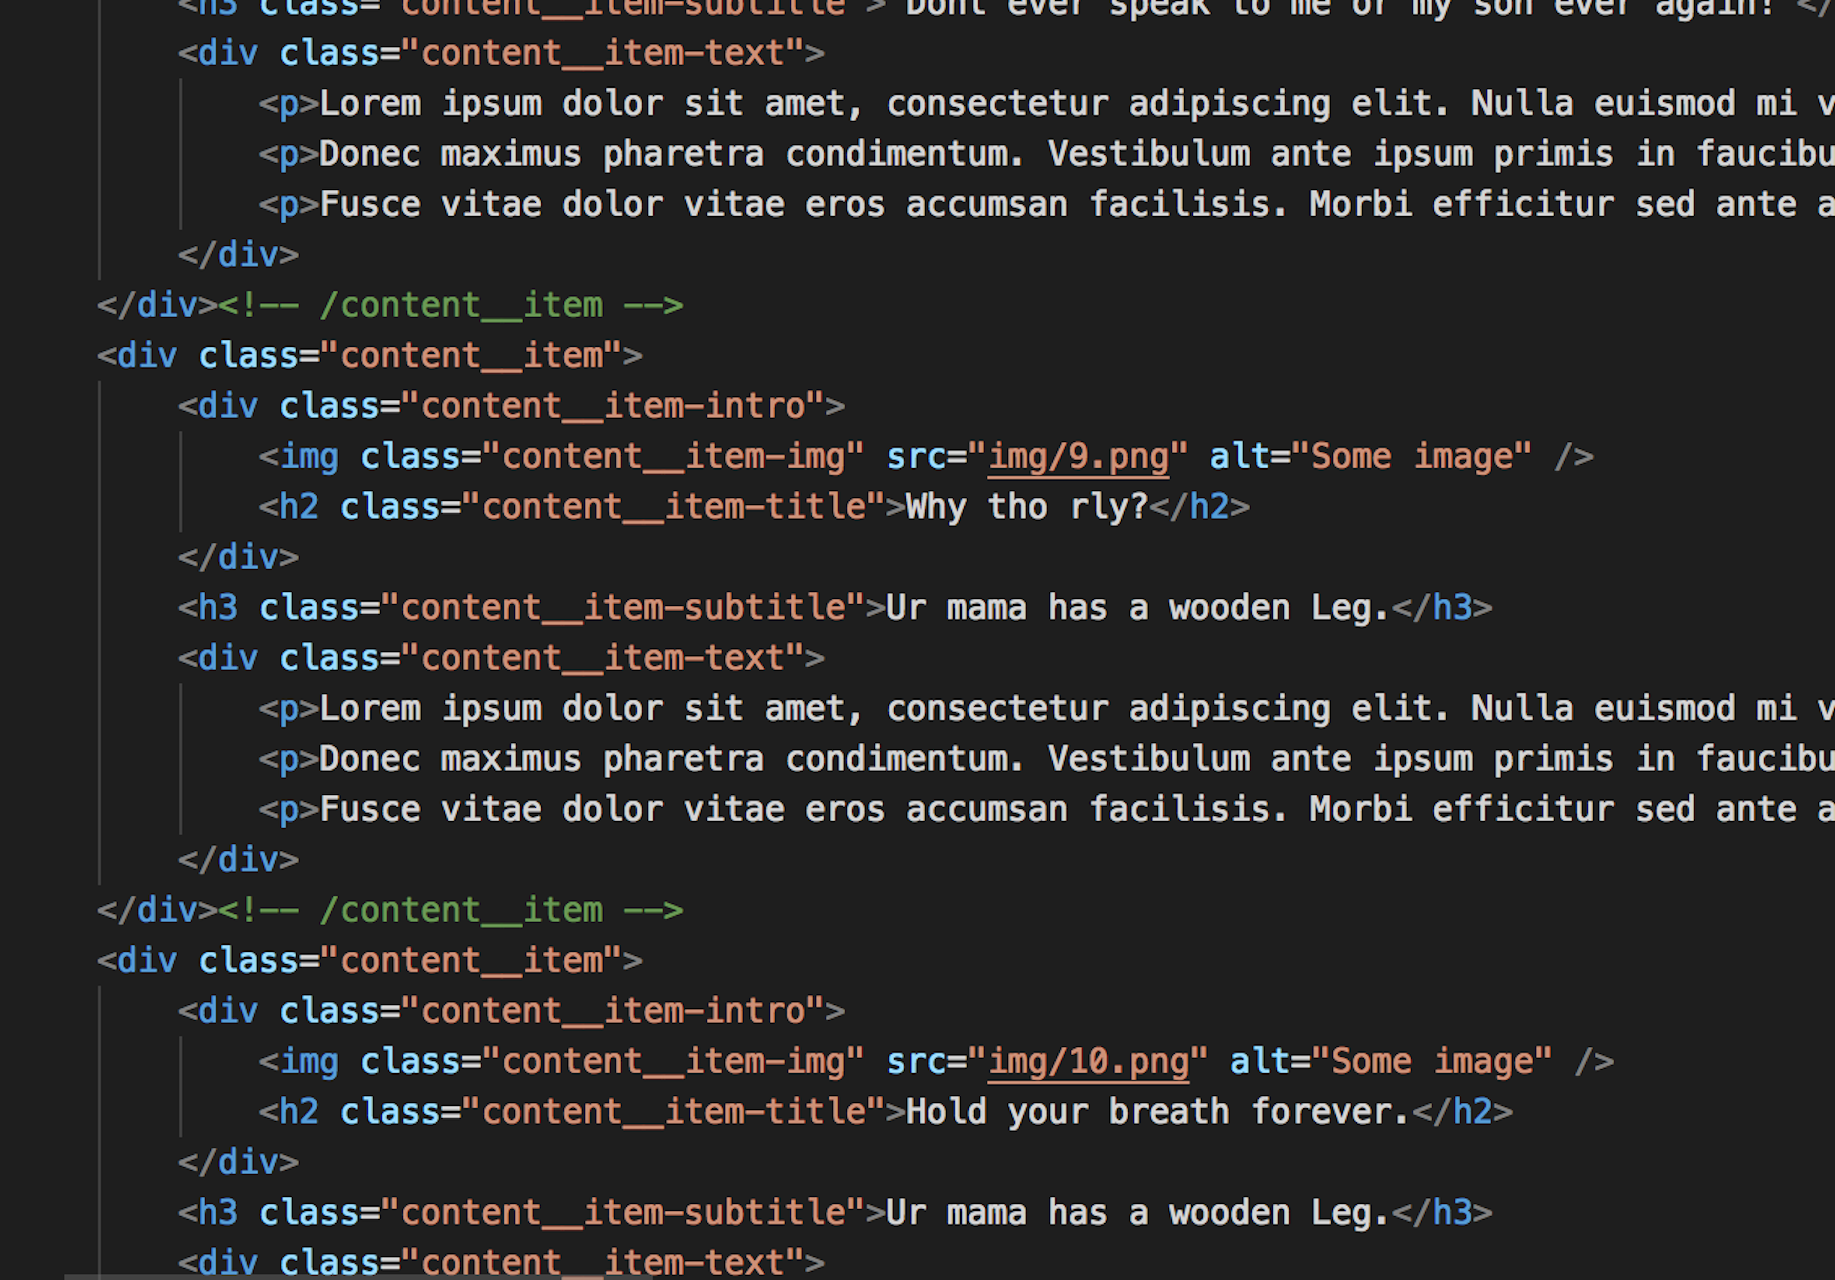 <h3 class="content__item-subtitle"> Dont ever speak to me or my son ever again! </
<div class="content__item-text">
<p>Lorem ipsum dolor sit amet, consectetur adipiscing elit. Nulla euismod mi
<p>Donec maximus pharetra condimentum. Vestibulum ante ipsum primis in faucibu
<p>Fusce vitae dolor vitae eros accumsan facilisis. Morbi efficitur sed ante a
</div>
</div><!-- /content__item -->
<div class="content__item">
<div class="content__item-intro">
<img class="content__item-img" src="img/9.png" alt="Some image" />
<h2 class="content__item-title">Why tho rly?</h2>
</div>
<h3 class="content__item-subtitle">Ur mama has a wooden Leg.</h3>
<div class="content__item-text">
<p>Lorem ipsum dolor sit amet, consectetur adipiscing elit. Nulla euismod mi
<p>Donec maximus pharetra condimentum. Vestibulum ante ipsum primis in faucibu
<p>Fusce vitae dolor vitae eros accumsan facilisis. Morbi efficitur sed ante a
</div>
</div><!-- /content__item -->
<div class="content__item">
<div class="content__item-intro">
<img class="content__item-img" src="img/10.png" alt="Some image" />
<h2 class="content__item-title">Hold your breath forever.</h2>
</div>
<h3 class="content__item-subtitle">Ur mama has a wooden Leg.</h3>
<div class="content__item-text">